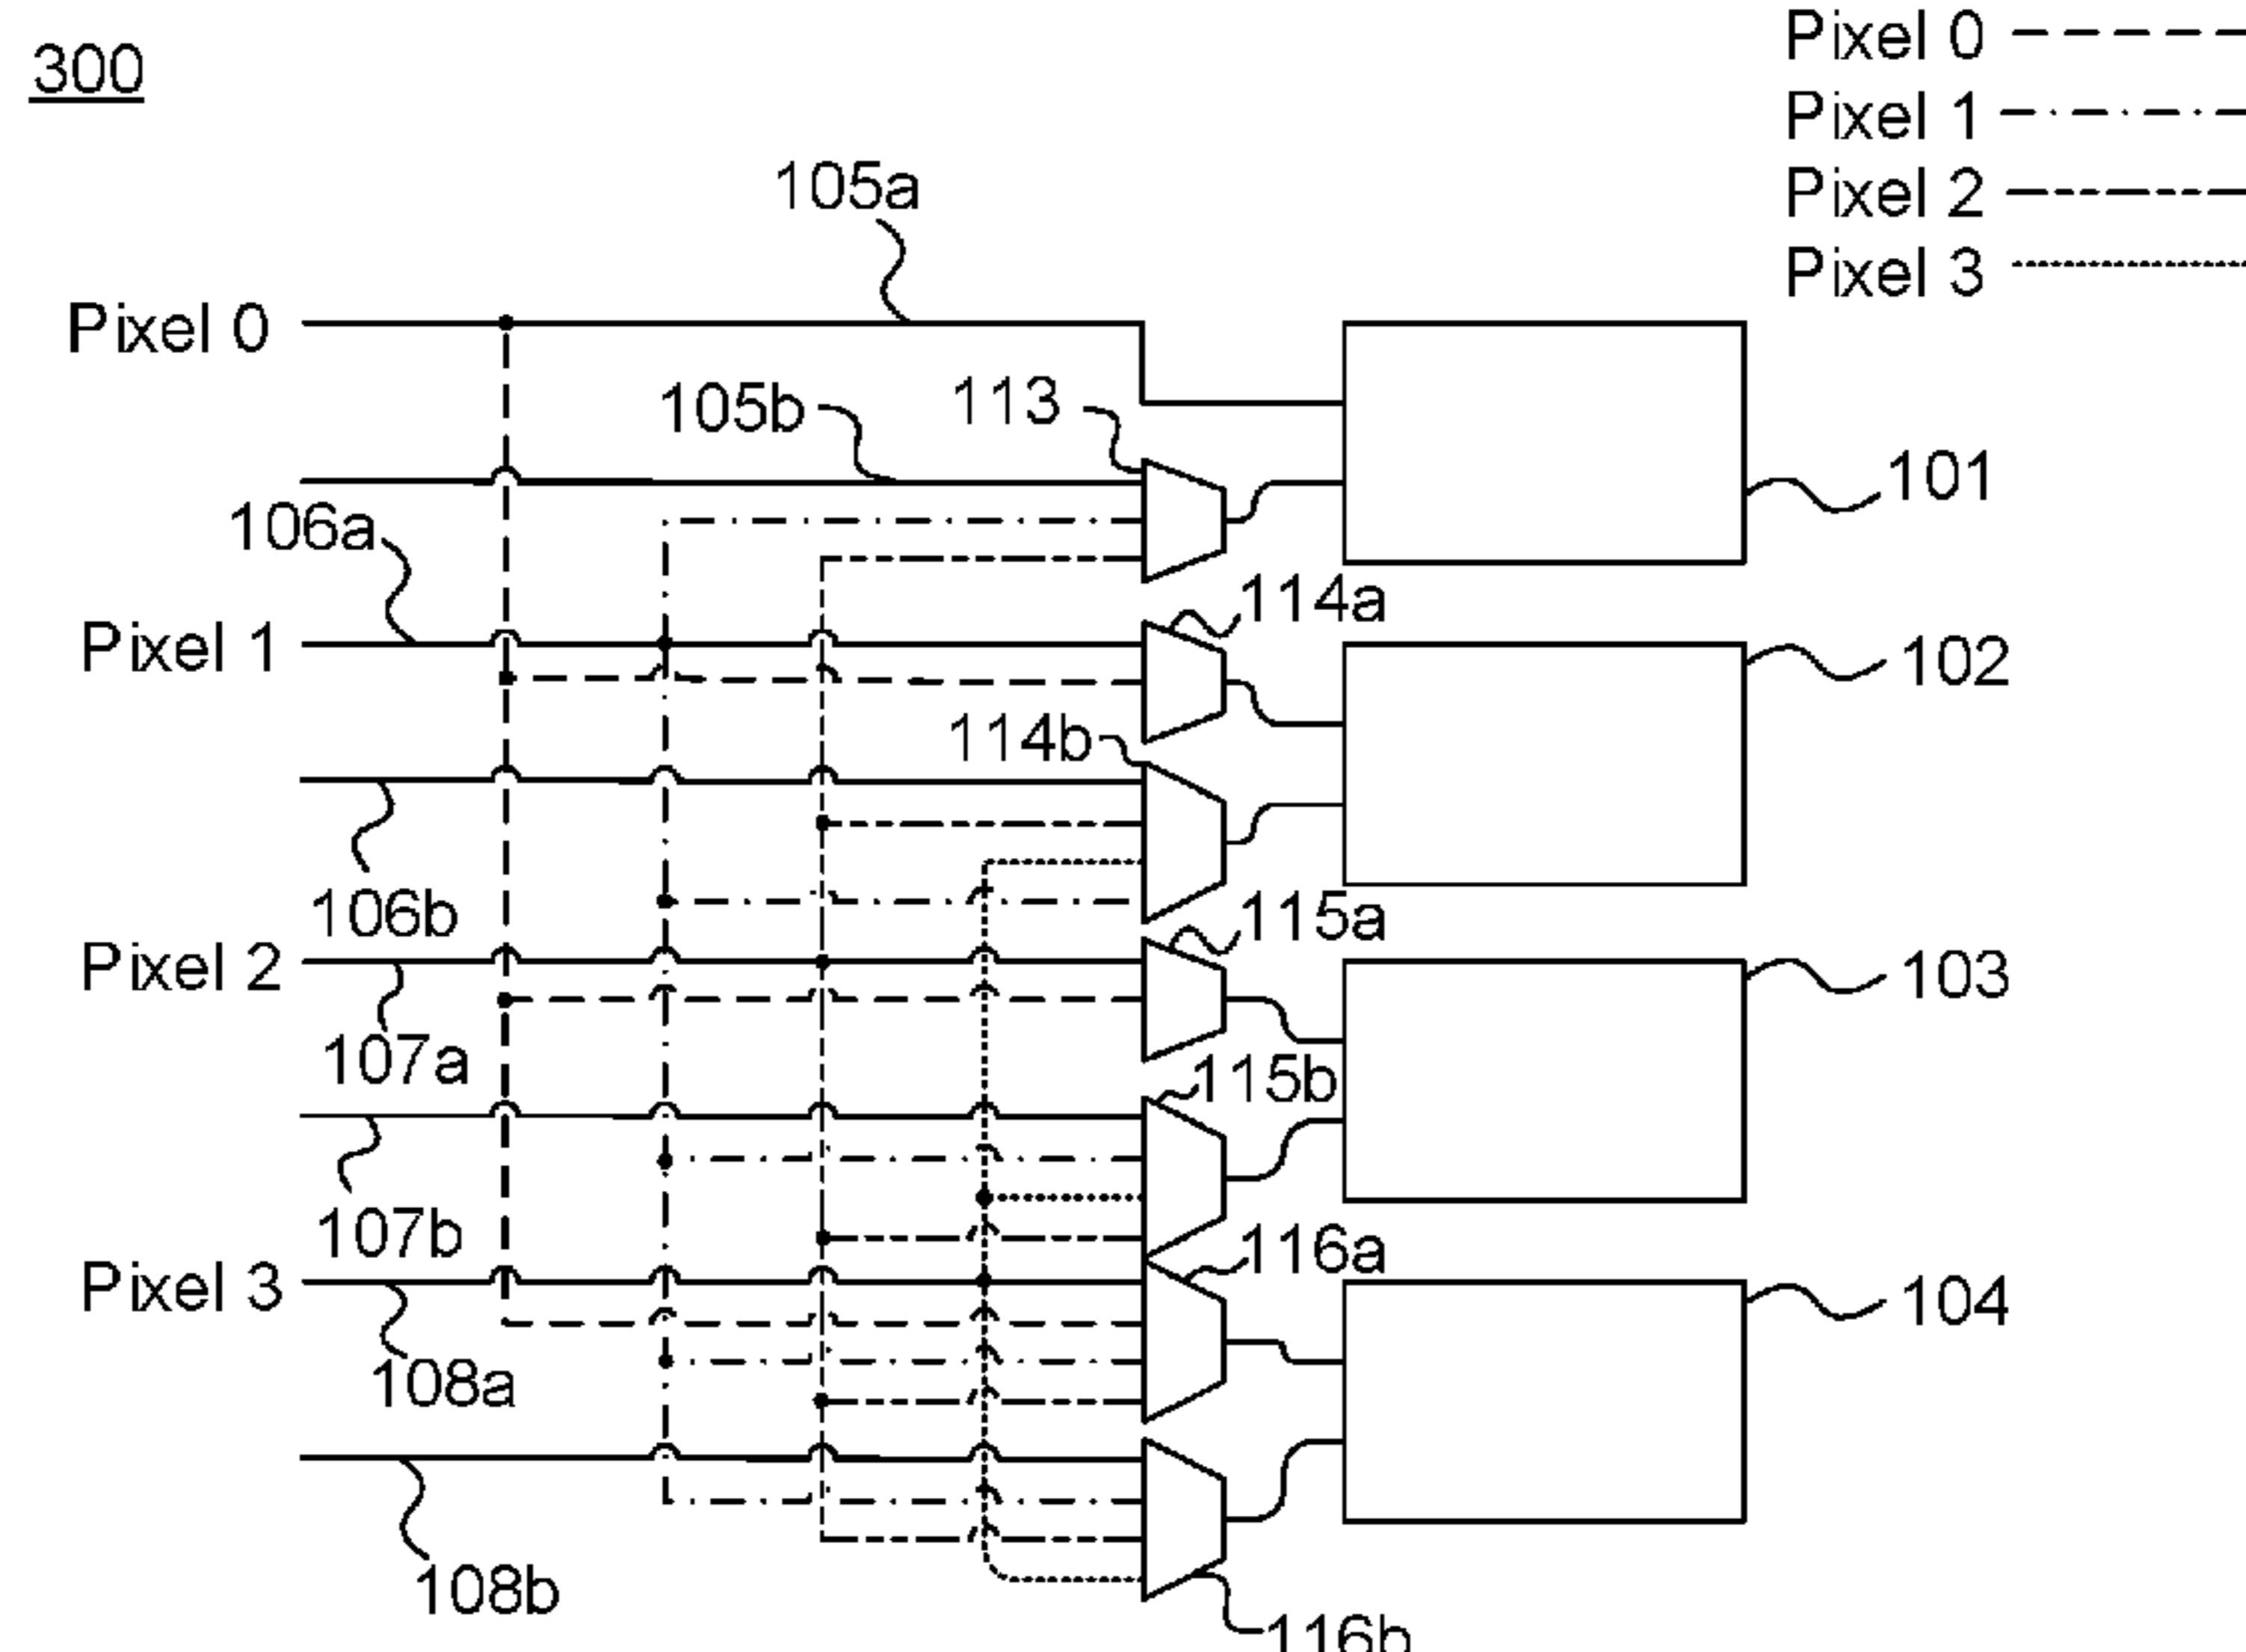 300
Pixel 0
Pixel 1
Pixel 2
Pixel 3
105a
Pixel 0
105b
113
101
106a
114a
Pixel 1
102
114b
106b
115a
Pixel 2
103
107a
115b
107b
116a
Pixel 3
104
108a
108b
116b